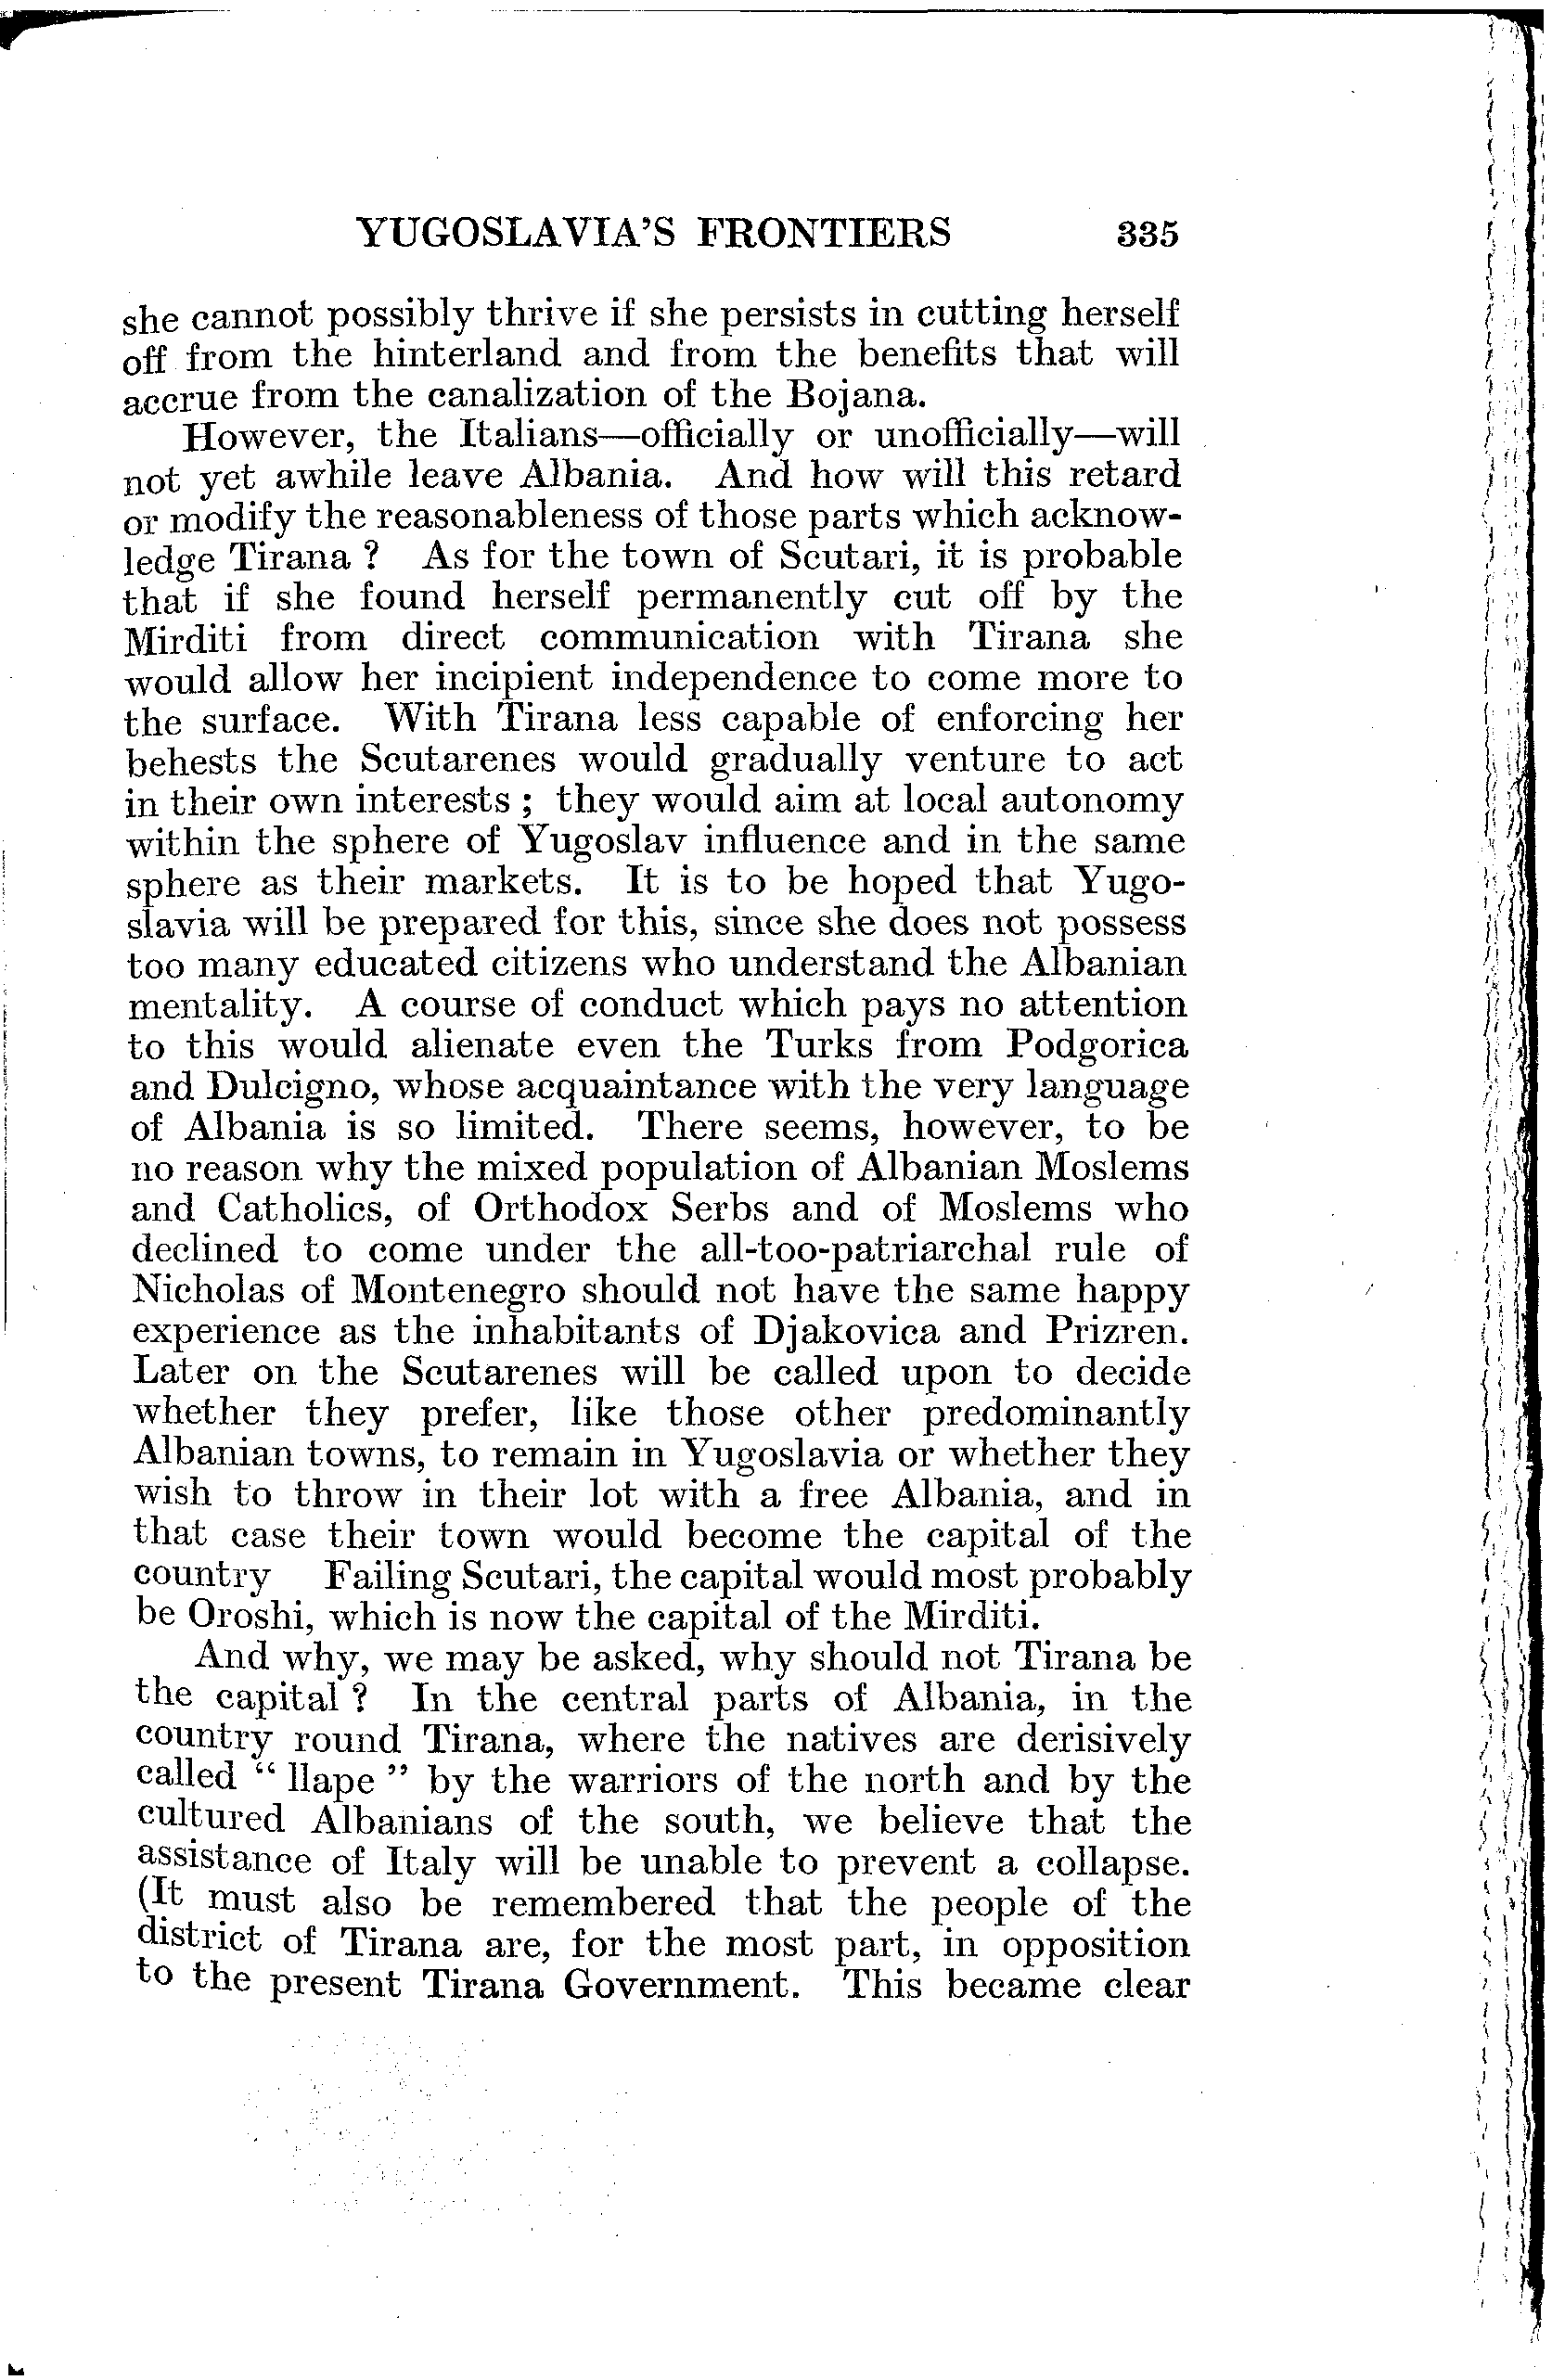 YUGOSLAVIA'S FRONTIERS 335
she cannot possibly thrive if she persists in cutting herself
off from the hinterland and from the benefits that will
accrue from the canalization of the Bojana.
However, the Italians—officially or unofficially—will
not yet awhile leave Albania. And how will this retard
or modify the reasonableness of those parts which acknow-
ledge Tirana ? As for the town of Scutari, it is probable
that if she found herself permanently cut off by the
Mirditi from direct communication with Tirana she
would allow her incipient independence to come more to
the surface. With Tirana less capable of enforcing her
behests the Scutarenes would gradually venture to act
in their own interests ; they would aim at local autonomy
within the sphere of Yugoslav influence and in the same
sphere as their markets. It is to be hoped that Yugo-
slavia will be prepared for this, since she does not possess
too many educated citizens who understand the Albanian
mentality. A course of conduct which pays no attention
to this would alienate even the Turks from Podgorica
and Dulcigno, whose acquaintance with the very language
of Albania is so limited. There seems, however, to be
no reason why the mixed population of Albanian Moslems
and Catholics, of Orthodox Serbs and of Moslems who
declined to come under the all-too-patriarchal rule of
Nicholas of Montenegro should not have the same happy
experience as the inhabitants of Djakovica and Prizren.
Later on the Scutarenes will be called upon to decide
whether they prefer, like those other predominantly
Albanian towns, to remain in Yugoslavia or whether they
wish to throw in their lot with a free Albania, and in
that case their town would become the capital of the
country Failing Scutari, the capital would most probably
be Oroshi, which is now the capital of the Mirditi.
And why, we may be asked, why should not Tirana be
the capital ? In the central parts of Albania, in the
country round Tirana, where the natives are derisively
called “ llape ” by the warriors of the north and by the
cultured Albanians of the south, we believe that the
assistance of Italy will be unable to prevent a collapse.
(It must also be remembered that the people of the
district of Tirana are, for the most part, in opposition
to the present Tirana Government. This became clear